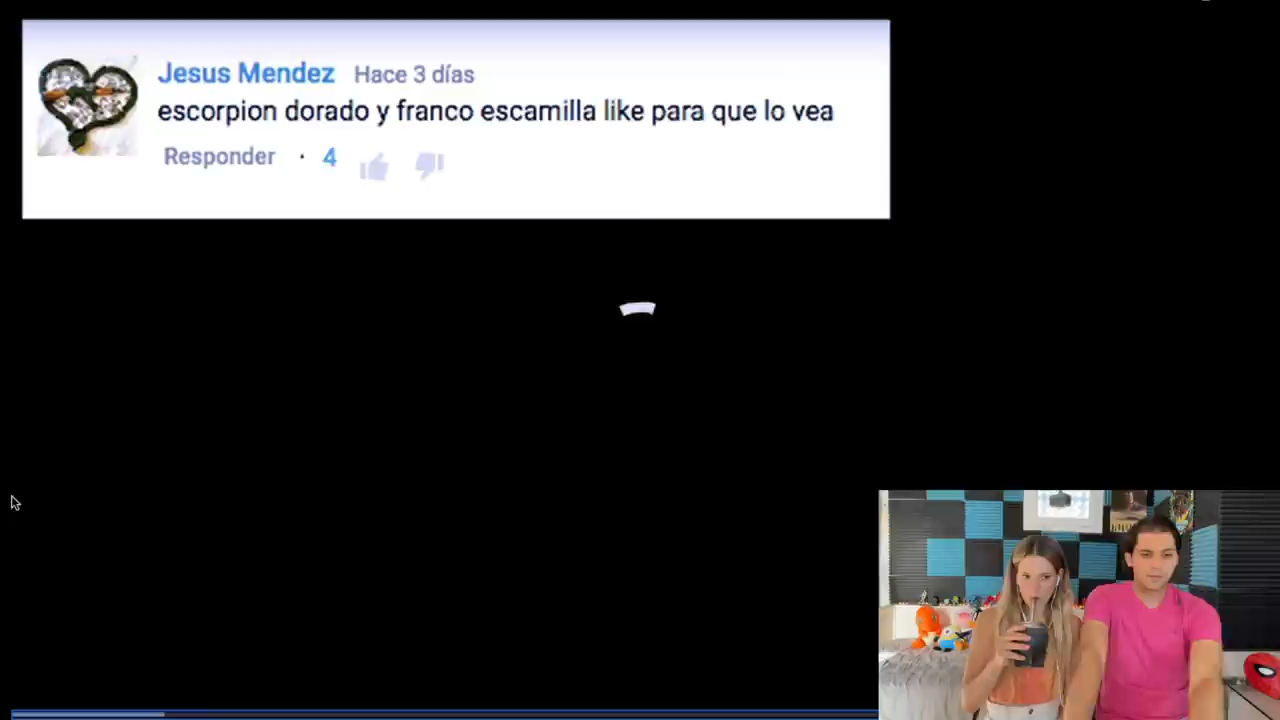 Jesus Mendez Hace 3 días
escorpion dorado y franco escamilla like para que lo vea
Responder · 4